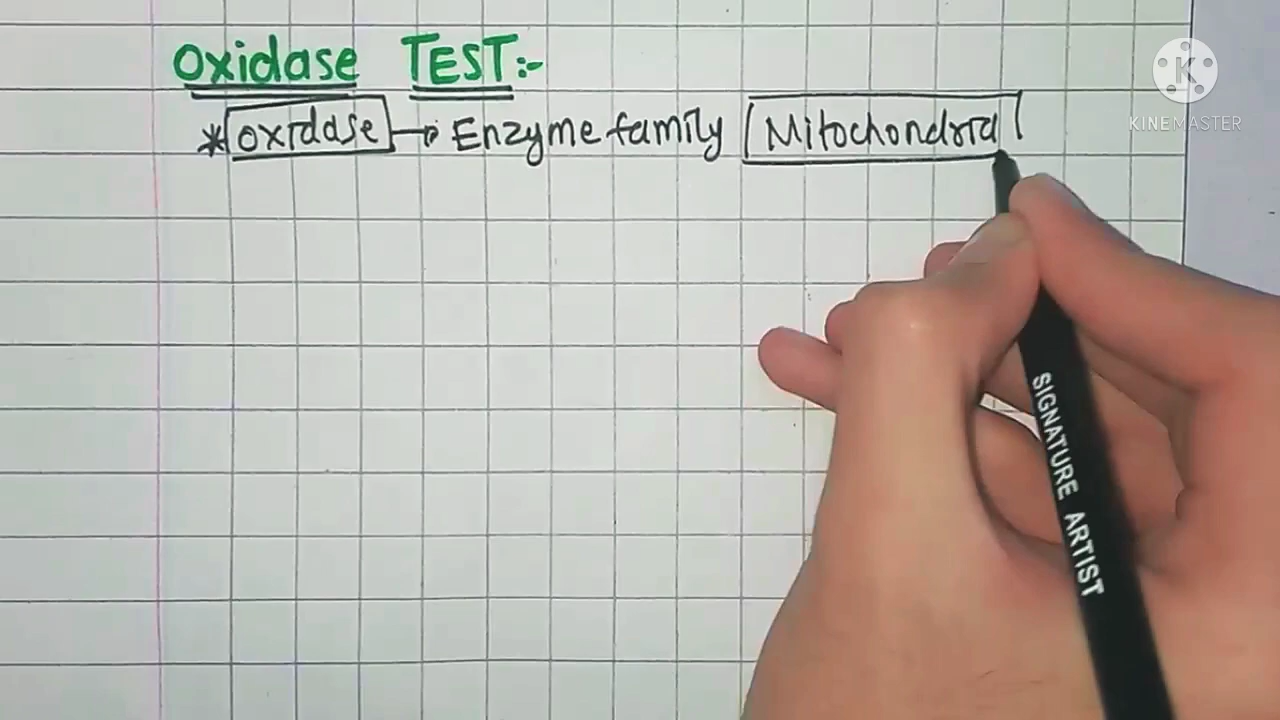 Oxidase TEST:-
K
KINEMASTER
* oxidase → Enzyme family Mitochondria
SIGNATURE ARTIST